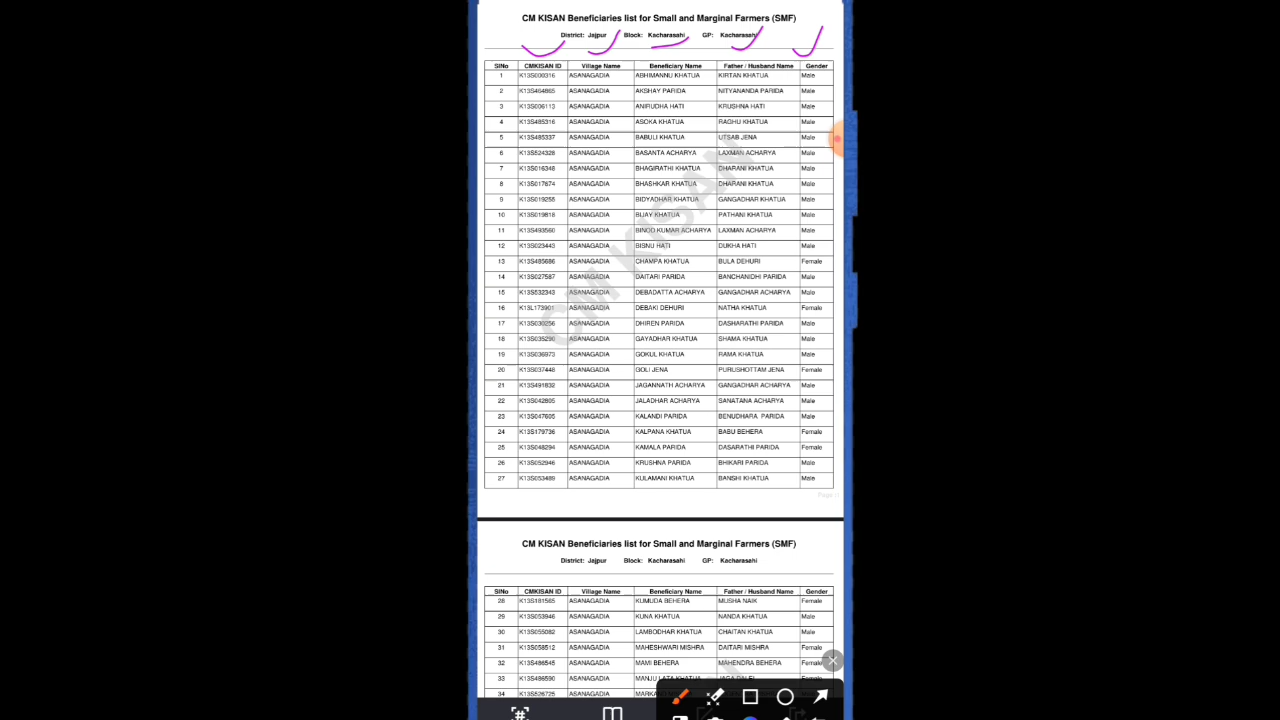 CM KISAN Beneficiaries list for Small and Marginal Farmers (SMF)
District: Jajpur Block: Kacharasahi GP: Kacharasahi
SlNo CMKISAN ID Village Name Beneficiary Name Father / Husband Name Gender
1 K13S000316 ASANAGADIA ABHIMANNU KHATUA KIRTAN KHATUA Male
2 K13S464865 ASANAGADIA AKSHAY PARIDA NITYANANDA PARIDA Male
3 K13S006113 ASANAGADIA ANIRUDHA HATI KRUSHNA HATI Male
4 K13S485316 ASANAGADIA ASOKA KHATUA RAGHU KHATUA Male
5 K13S485337 ASANAGADIA BABULI KHATUA UTSAB JENA Male
6 K13S524328 ASANAGADIA BASANTA ACHARYA LAXMAN ACHARYA Male
7 K13S016348 ASANAGADIA BHAGIRATHI KHATUA DHARANI KHATUA Male
8 K13S017674 ASANAGADIA BHASHKAR KHATUA DHARANI KHATUA Male
9 K13S019255 ASANAGADIA BIDYADHAR KHATUA GANGADHAR KHATUA Male
10 K13S019818 ASANAGADIA BIJAY KHATUA PATHANI KHATUA Male
11 K13S493560 ASANAGADIA BINOD KUMAR ACHARYA LAXMAN ACHARYA Male
12 K13S023443 ASANAGADIA BISNU HATI DUKHA HATI Male
13 K13S485686 ASANAGADIA CHAMPA KHATUA BULA DEHURI Female
14 K13S027587 ASANAGADIA DAITARI PARIDA BANCHANIDHI PARIDA Male
15 K13S532343 ASANAGADIA DEBADATTA ACHARYA GANGADHAR ACHARYA Male
16 K13L173901 ASANAGADIA DEBAKI DEHURI NATHA KHATUA Female
17 K13S030256 ASANAGADIA DHIREN PARIDA DASHARATHI PARIDA Male
18 K13S035290 ASANAGADIA GAYADHAR KHATUA SHAMA KHATUA Male
19 K13S036973 ASANAGADIA GOKUL KHATUA RAMA KHATUA Male
20 K13S037448 ASANAGADIA GOLI JENA PURUSHOTTAM JENA Female
21 K13S491832 ASANAGADIA JAGANNATH ACHARYA GANGADHAR ACHARYA Male
22 K13S042805 ASANAGADIA JALADHAR ACHARYA SANATANA ACHARYA Male
23 K13S047605 ASANAGADIA KALANDI PARIDA BENUDHARA PARIDA Male
24 K13S179736 ASANAGADIA KALPANA KHATUA BABU BEHERA Female
25 K13S048294 ASANAGADIA KAMALA PARIDA DASARATHI PARIDA Female
26 K13S052946 ASANAGADIA KRUSHNA PARIDA BHIKARI PARIDA Male
27 K13S053489 ASANAGADIA KULAMANI KHATUA BANSHI KHATUA Male
CM KISAN
Page
CM KISAN Beneficiaries list for Small and Marginal Farmers (SMF)
District: Jajpur Block: Kacharasahi GP: Kacharasahi
SlNo CMKISAN ID Village Name Beneficiary Name Father / Husband Name Gender
28 K13S181565 ASANAGADIA KUMUDA BEHERA MUSHA NAIK Female
29 K13S053946 ASANAGADIA KUNA KHATUA NANDA KHATUA Male
30 K13S055082 ASANAGADIA LAMBODHAR KHATUA CHAITAN KHATUA Male
31 K13S058512 ASANAGADIA MAHESHWARI MISHRA DAITARI MISHRA Female
32 K13S486545 ASANAGADIA MAMI BEHERA MAHENDRA BEHERA Female
33 K13S486590 ASANAGADIA MANJU LATA KHATUA
34 K13S526725 ASANAGADIA